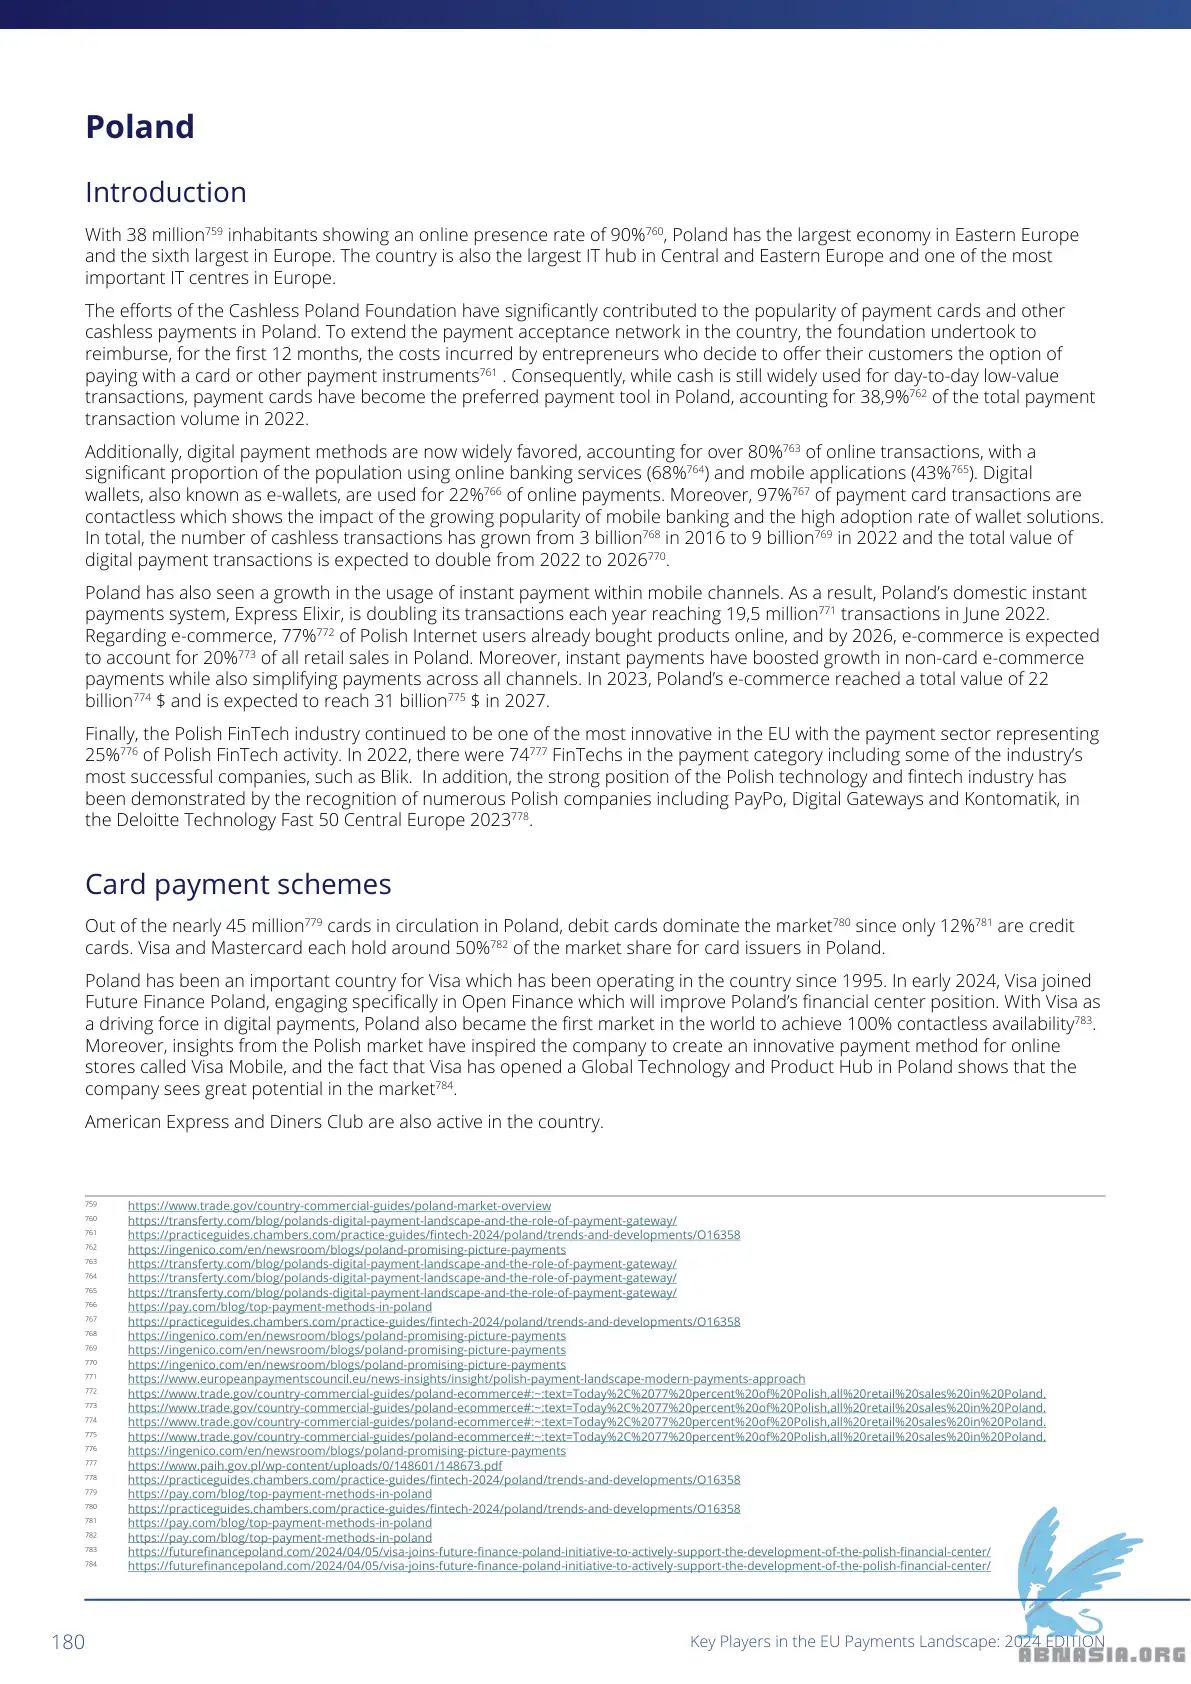 Poland
Introduction
With 38 million759 inhabitants showing an online presence rate of 90%760, Poland has the largest economy in Eastern Europe
and the sixth largest in Europe. The country is also the largest IT hub in Central and Eastern Europe and one of the most
important IT centres in Europe.
The efforts of the Cashless Poland Foundation have significantly contributed to the popularity of payment cards and other
cashless payments in Poland. To extend the payment acceptance network in the country, the foundation undertook to
reimburse, for the first 12 months, the costs incurred by entrepreneurs who decide to offer their customers the option of
paying with a card or other payment instruments761 . Consequently, while cash is still widely used for day-to-day low-value
transactions, payment cards have become the preferred payment tool in Poland, accounting for 38,9%762 of the total payment
transaction volume in 2022.
Additionally, digital payment methods are now widely favored, accounting for over 80%763 of online transactions, with a
significant proportion of the population using online banking services (68%764) and mobile applications (43%765). Digital
wallets, also known as e-wallets, are used for 22%766 of online payments. Moreover, 97%767 of payment card transactions are
contactless which shows the impact of the growing popularity of mobile banking and the high adoption rate of wallet solutions.
In total, the number of cashless transactions has grown from 3 billion768 in 2016 to 9 billion769 in 2022 and the total value of
digital payment transactions is expected to double from 2022 to 2026770.
Poland has also seen a growth in the usage of instant payment within mobile channels. As a result, Poland's domestic instant
payments system, Express Elixir, is doubling its transactions each year reaching 19,5 million771 transactions in June 2022.
Regarding e-commerce, 77%772 of Polish Internet users already bought products online, and by 2026, e-commerce is expected
to account for 20%773 of all retail sales in Poland. Moreover, instant payments have boosted growth in non-card e-commerce
payments while also simplifying payments across all channels. In 2023, Poland's e-commerce reached a total value of 22
billion774 $ and is expected to reach 31 billion775 $ in 2027.
Finally, the Polish FinTech industry continued to be one of the most innovative in the EU with the payment sector representing
25%776 of Polish FinTech activity. In 2022, there were 74777 FinTechs in the payment category including some of the industry's
most successful companies, such as Blik.  In addition, the strong position of the Polish technology and fintech industry has
been demonstrated by the recognition of numerous Polish companies including PayPo, Digital Gateways and Kontomatik, in
the Deloitte Technology Fast 50 Central Europe 2023778.
Card payment schemes
Out of the nearly 45 million779 cards in circulation in Poland, debit cards dominate the market780 since only 12%781 are credit
cards. Visa and Mastercard each hold around 50%782 of the market share for card issuers in Poland.
Poland has been an important country for Visa which has been operating in the country since 1995. In early 2024, Visa joined
Future Finance Poland, engaging specifically in Open Finance which will improve Poland's financial center position. With Visa as
a driving force in digital payments, Poland also became the first market in the world to achieve 100% contactless availability783.
Moreover, insights from the Polish market have inspired the company to create an innovative payment method for online
stores called Visa Mobile, and the fact that Visa has opened a Global Technology and Product Hub in Poland shows that the
company sees great potential in the market784.
American Express and Diners Club are also active in the country.
759 https://www.trade.gov/country-commercial-guides/poland-market-overview
760 https://transferty.com/blog/polands-digital-payment-landscape-and-the-role-of-payment-gateway/
761 https://practiceguides.chambers.com/practice-guides/fintech-2024/poland/trends-and-developments/O16358
762 https://ingenico.com/en/newsroom/blogs/poland-promising-picture-payments
763 https://transferty.com/blog/polands-digital-payment-landscape-and-the-role-of-payment-gateway/
764 https://transferty.com/blog/polands-digital-payment-landscape-and-the-role-of-payment-gateway/
765 https://transferty.com/blog/polands-digital-payment-landscape-and-the-role-of-payment-gateway/
766 https://pay.com/blog/top-payment-methods-in-poland
767 https://practiceguides.chambers.com/practice-guides/fintech-2024/poland/trends-and-developments/O16358
768 https://ingenico.com/en/newsroom/blogs/poland-promising-picture-payments
769 https://ingenico.com/en/newsroom/blogs/poland-promising-picture-payments
770 https://ingenico.com/en/newsroom/blogs/poland-promising-picture-payments
771 https://www.europeanpaymentscouncil.eu/news-insights/insight/polish-payment-landscape-modern-payments-approach
772 https://www.trade.gov/country-commercial-guides/poland-ecommerce#:~:text=Today%2C%2077%20percent%20of%20Polish,all%20retail%20sales%20in%20Poland.
773 https://www.trade.gov/country-commercial-guides/poland-ecommerce#:~:text=Today%2C%2077%20percent%20of%20Polish,all%20retail%20sales%20in%20Poland.
774 https://www.trade.gov/country-commercial-guides/poland-ecommerce#:~:text=Today%2C%2077%20percent%20of%20Polish,all%20retail%20sales%20in%20Poland.
775 https://www.trade.gov/country-commercial-guides/poland-ecommerce#:~:text=Today%2C%2077%20percent%20of%20Polish,all%20retail%20sales%20in%20Poland.
776 https://ingenico.com/en/newsroom/blogs/poland-promising-picture-payments
777 https://www.paih.gov.pl/wp-content/uploads/0/148601/148673.pdf
778 https://practiceguides.chambers.com/practice-guides/fintech-2024/poland/trends-and-developments/O16358
779 https://pay.com/blog/top-payment-methods-in-poland
780 https://practiceguides.chambers.com/practice-guides/fintech-2024/poland/trends-and-developments/O16358
781 https://pay.com/blog/top-payment-methods-in-poland
782 https://pay.com/blog/top-payment-methods-in-poland
783 https://futurefinancepoland.com/2024/04/05/visa-joins-future-finance-poland-initiative-to-actively-support-the-development-of-the-polish-financial-center/
784 https://futurefinancepoland.com/2024/04/05/visa-joins-future-finance-poland-initiative-to-actively-support-the-development-of-the-polish-financial-center/
180
Key Players in the EU Payments Landscape: 2024 EDITION
ABNASIA.ORG